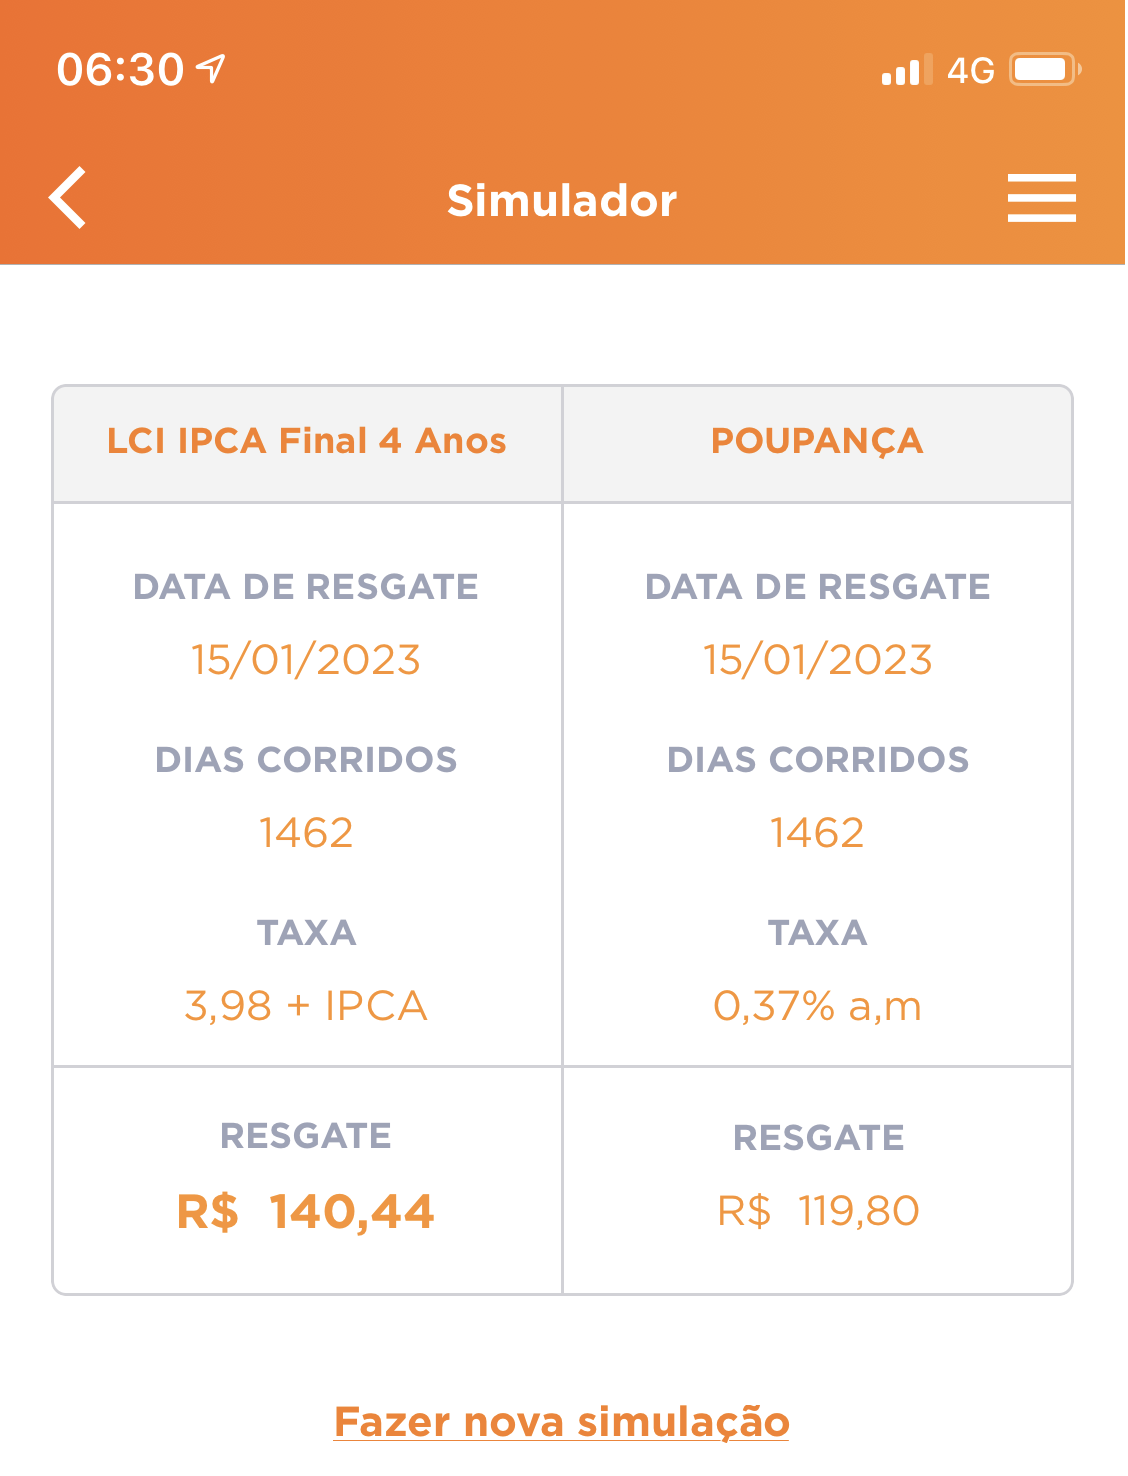 06:30
4G
Simulador
LCI IPCA Final 4 Anos
POUPANÇA
DATA DE RESGATE
15/01/2023
DIAS CORRIDOS
1462
TAXA
3,98 + IPCA
RESGATE
R$ 140,44
DATA DE RESGATE
15/01/2023
DIAS CORRIDOS
1462
TAXA
0,37% a,m
RESGATE
R$ 119,80
Fazer nova simulação